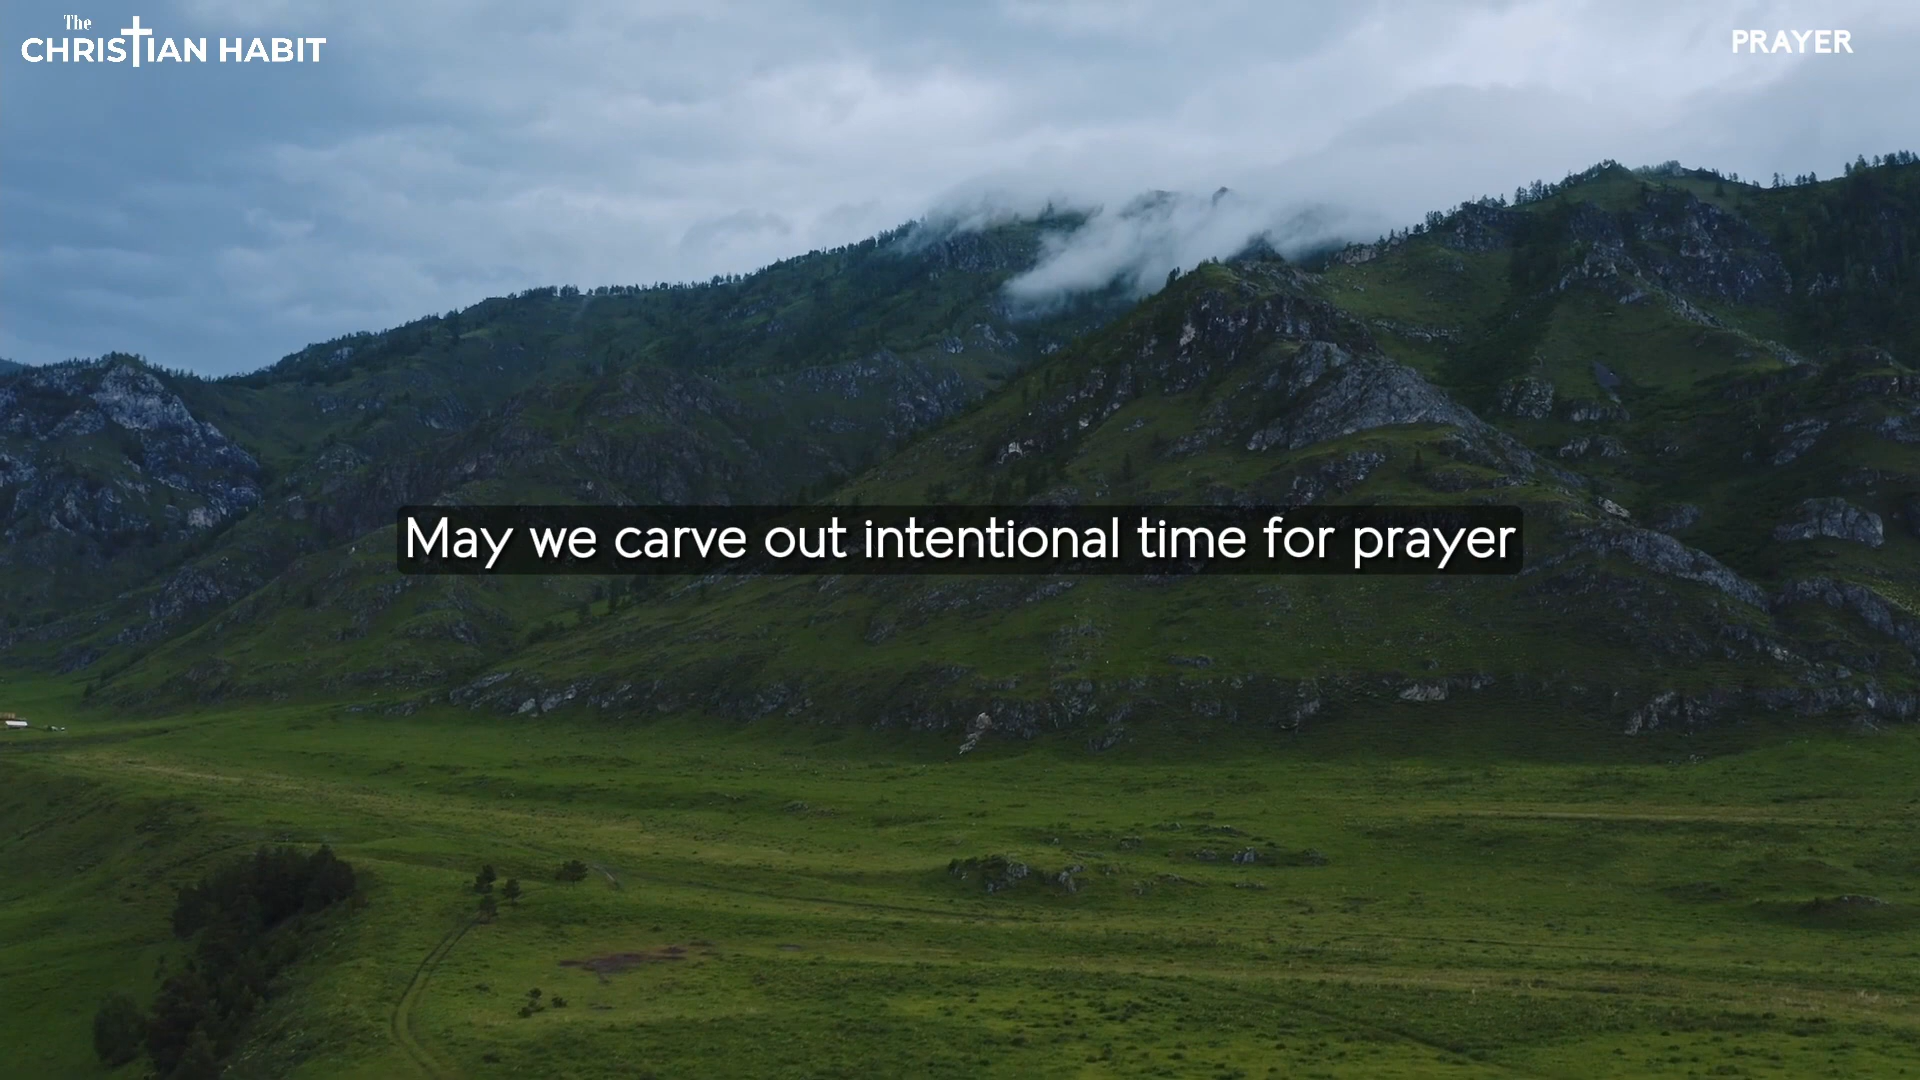 The
CHRISTIAN HABIT
PRAYER
May we carve out intentional time for prayer